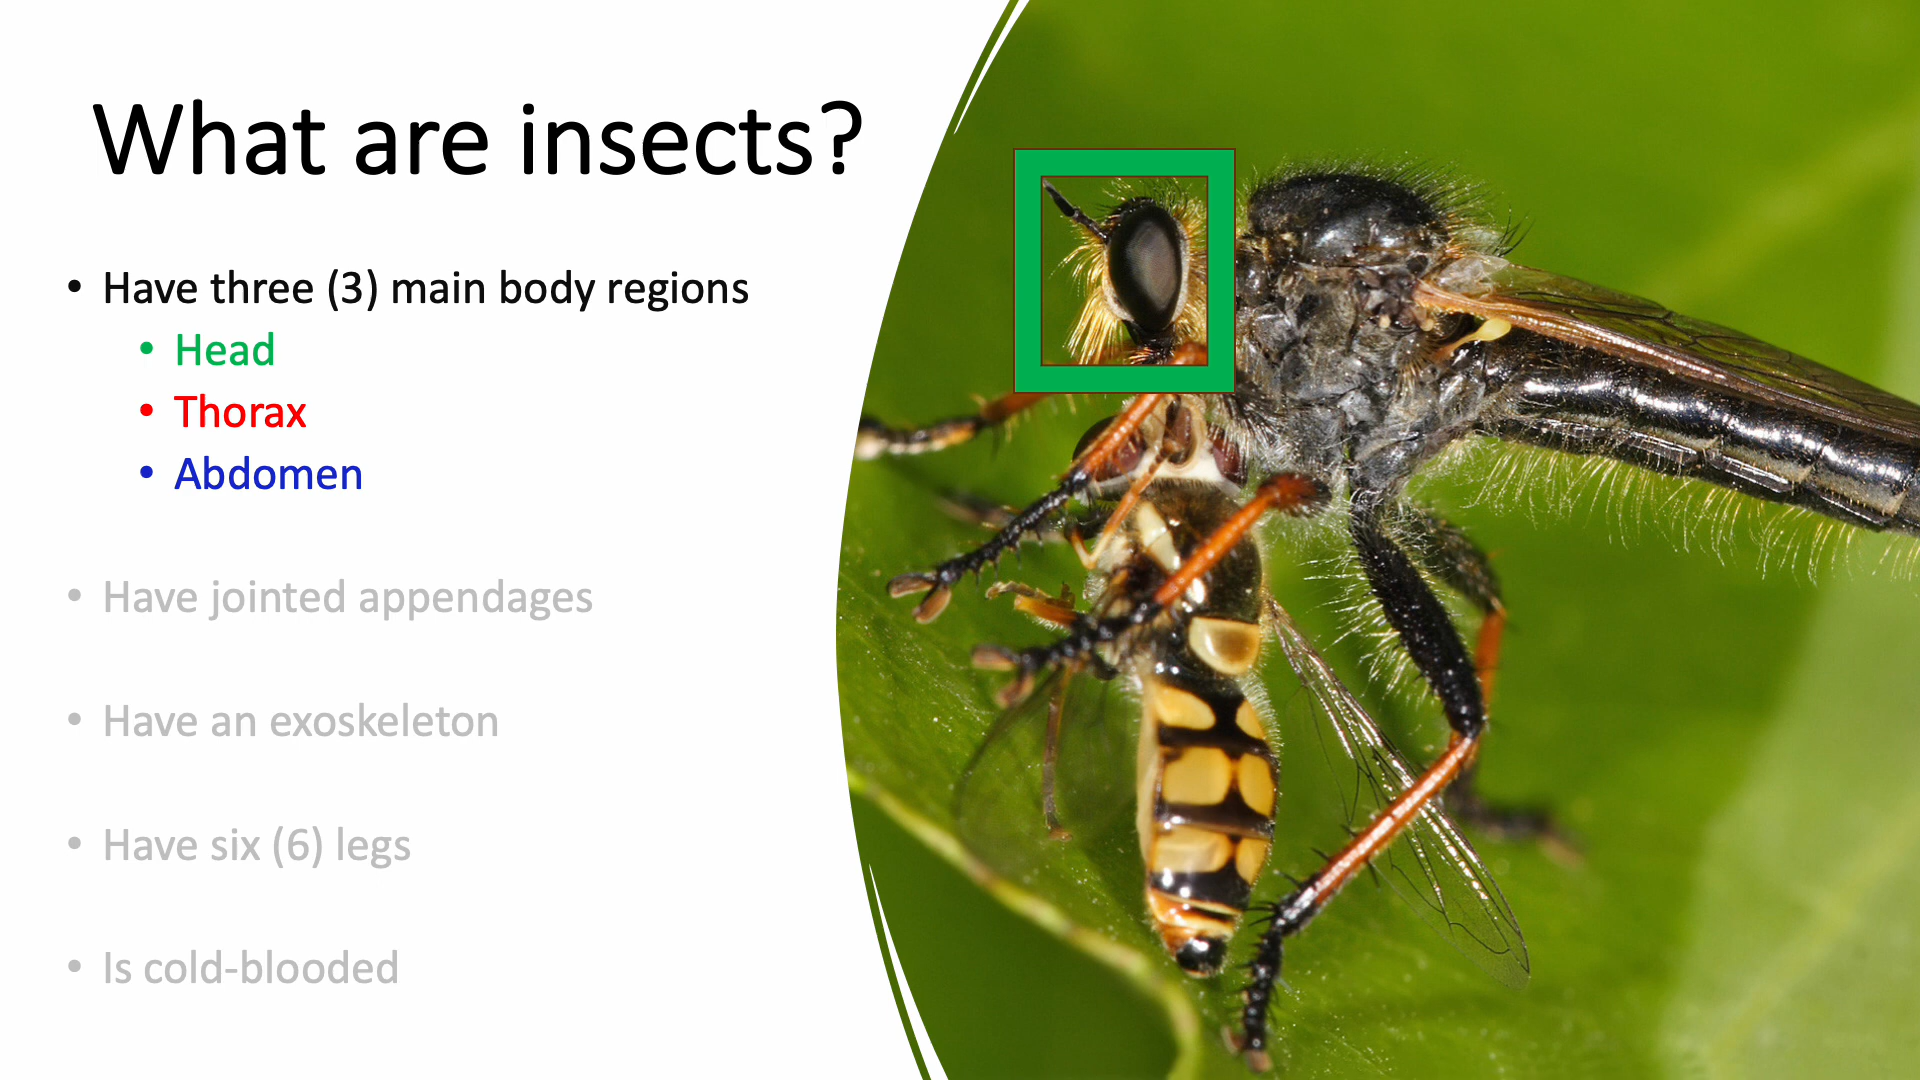 What are insects?
• Have three (3) main body regions
• Head
• Thorax
• Abdomen
• Have jointed appendages
• Have an exoskeleton
• Have six (6) legs
• Is cold-blooded